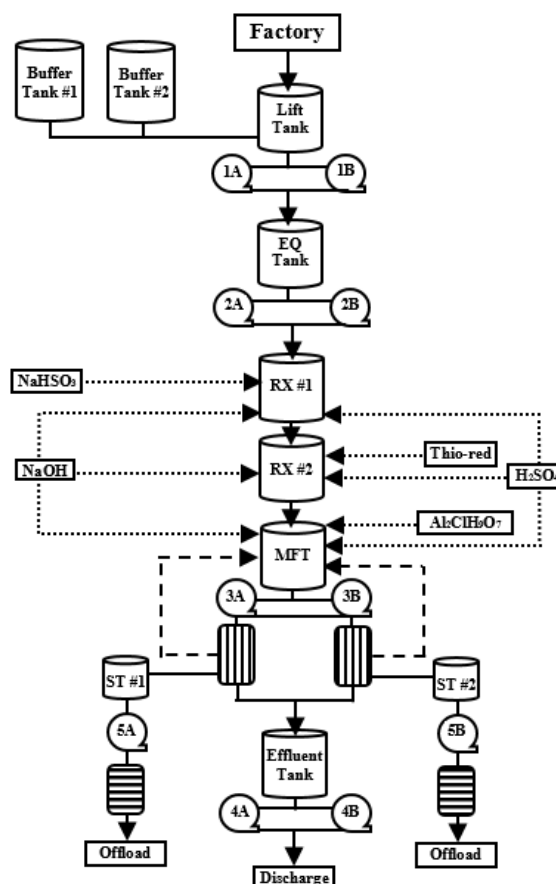 Factory
Buffer
Tank #1
Buffer
Tank #2
Lift
Tank
1A
1B
EQ
Tank
2A
2B
NaHSO₃
RX #1
Thio-red
NaOH
RX #2
H₂SO₄
Al₂ClH₉O₇
MFT
3A
3B
ST #1
ST #2
5A
5B
Effluent
Tank
4A
4B
Offload
Offload
Discharge